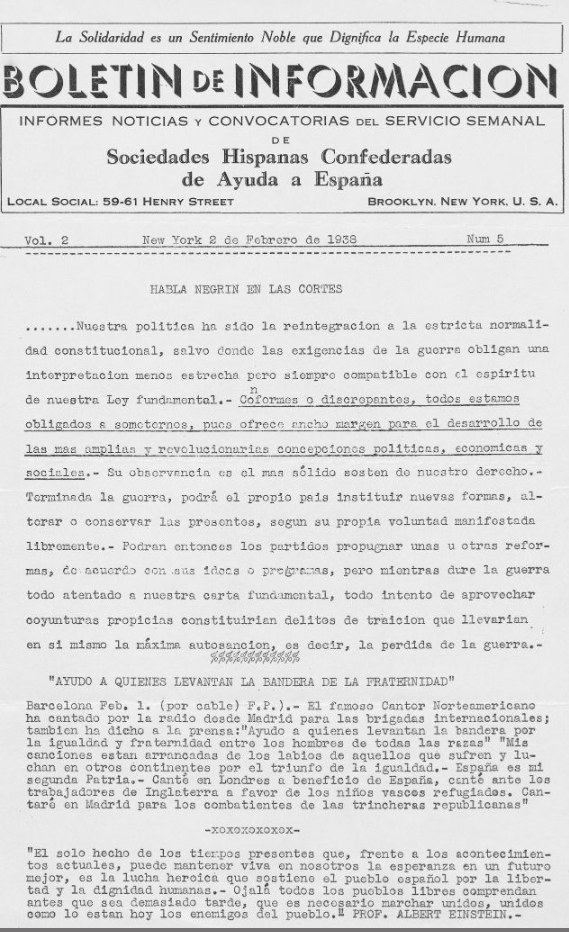 La Solidaridad es un Sentimiento Noble que Dignifica la Especie Humana
BOLETIN DE INFORMACION
INFORMES NOTICIAS Y CONVOCATORIAS DEL SERVICIO SEMANAL
DE
Sociedades Hispanas Confederadas
de Ayuda a España
LOCAL SOCIAL: 59-61 HENRY STREET BROOKLYN, NEW YORK, U. S. A.
Vol. 2 New York 2 de Febrero de 1938 Num 5
HABLA NEGRIN EN LAS CORTES
.......Nuestra politica ha sido la reintegracion a la estricta normali-
dad constitucional, salvo donde las exigencias de la guerra obligan una
interpretacion menos estrecha pero siempre compatible con el espiritu
de nuestra Ley fundamental.- Conformes o discrepantes, todos estamos
obligados a someternos, pues ofrece ancho margen para el desarrollo de
las mas amplias y revolucionarias concepciones politicas, economicas y
sociales.- Su observancia es el mas sólido sosten de nuestro derecho.-
Terminada la guerra, podrá el propio pais instituir nuevas formas, al-
terar o conservar las presentes, segun su propia voluntad manifestada
libremente.- Podran entonces los partidos propugnar unas u otras refor-
mas, de acuerdo con sus ideas o programas, pero mientras dure la guerra
todo atentado a nuestra carta fundamental, todo intento de aprovechar
coyunturas propicias constituirian delitos de traicion que llevarian
en si mismo la máxima autosancion, es decir, la perdida de la guerra.-
%%%%%%%%%%%%
"AYUDO A QUIENES LEVANTAN LA BANDERA DE LA FRATERNIDAD"
Barcelona Feb. 1. (por cable) F.P.).- El famoso Cantor Norteamericano
ha cantado por la radio desde Madrid para las brigadas internacionales;
tambien ha dicho a la prensa:"Ayudo a quienes levantan la bandera por
la igualdad y fraternidad entre los hombres de todas las razas" "Mis
canciones estan arrancadas de los labios de aquellos que sufren y lu-
chan en otros continentes por el triunfo de la igualdad.- España es mi
segunda Patria.- Canté en Londres a beneficio de España, canté ante los
trabajadores de Inglaterra a favor de los niños vascos refugiados. Can-
taré en Madrid para los combatientes de las trincheras republicanas"
-xoxoxoxoxox-
"El solo hecho de los tiempos presentes que, frente a los acontecimien-
tos actuales, puede mantener viva en nosotros la esperanza en un futuro
mejor, es la lucha heroica que sostiene el pueblo español por la liber-
tad y la dignidad humanas.- Ojalá todos los pueblos libres comprendan
antes que sea demasiado tarde, que es necesario marchar unidos, unidos
como lo estan hoy los enemigos del pueblo." PROF. ALBERT EINSTEIN.-